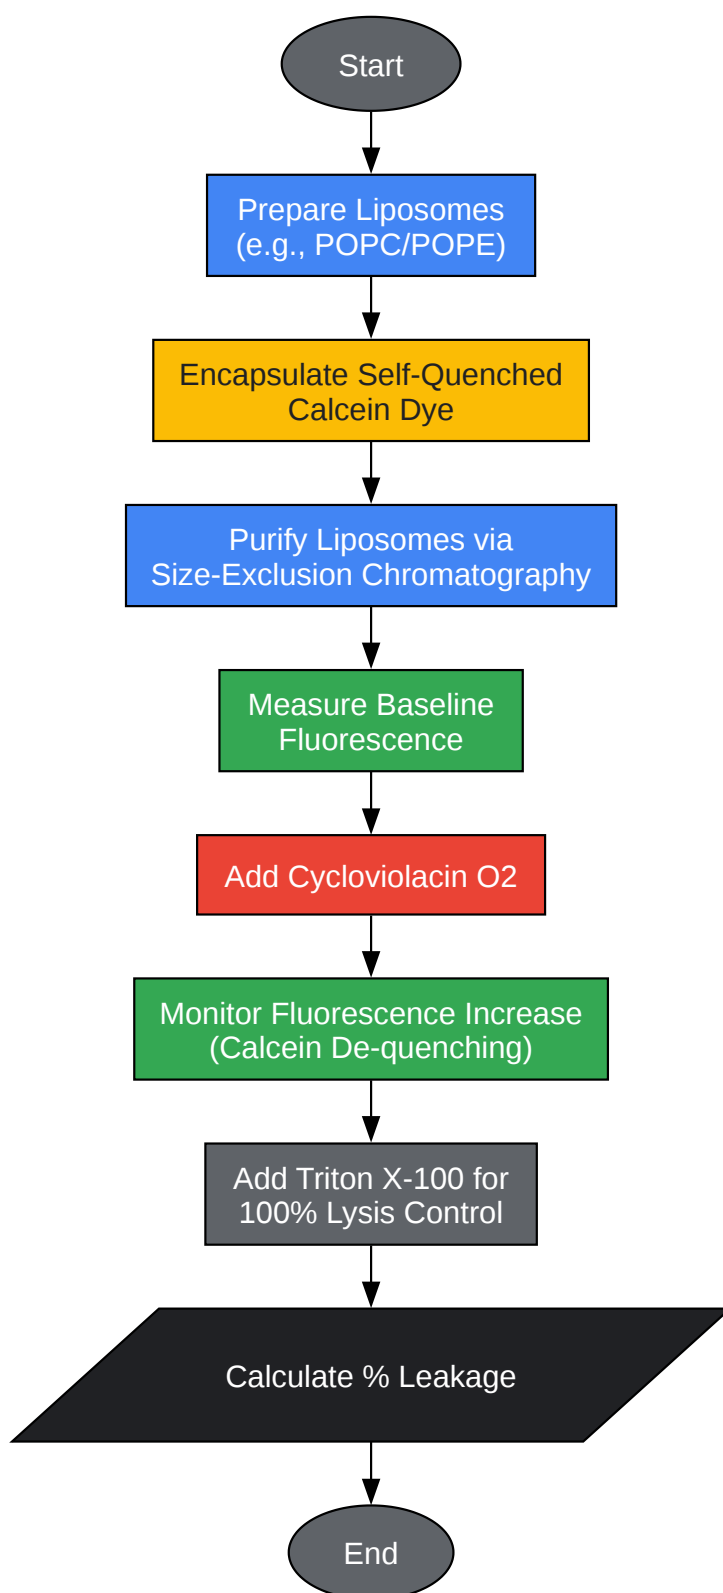 Start
Prepare Liposomes
(e.g., POPC/POPE)
Encapsulate Self-Quenched
Calcein Dye
Purify Liposomes via
Size-Exclusion Chromatography
Measure Baseline
Fluorescence
Add Cycloviolacin O2
Monitor Fluorescence Increase
(Calcein De-quenching)
Add Triton X-100 for
100% Lysis Control
Calculate % Leakage
End